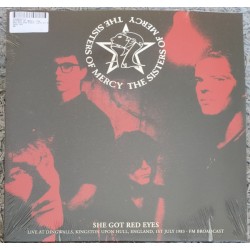 THE SISTERS OF MERCY THE SISTERS OF MERCY
SHE GOT RED EYES
LIVE AT DINGWALLS, KINGSTON UPON HULL, ENGLAND, 1ST JULY 1983 - FM BROADCAST